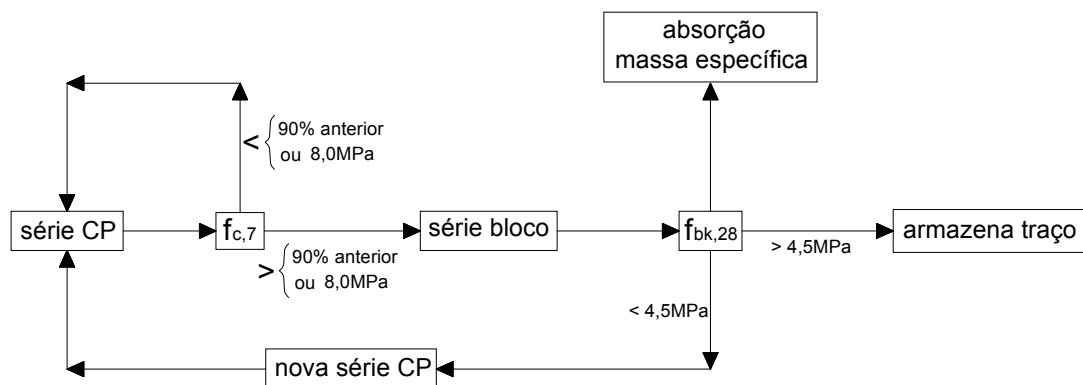 absorção
massa específica
< 90% anterior
ou 8,0MPa
série CP
fc,7
série bloco
fbk,28
armazena traço
> 4,5MPa
> 90% anterior
ou 8,0MPa
< 4,5MPa
nova série CP